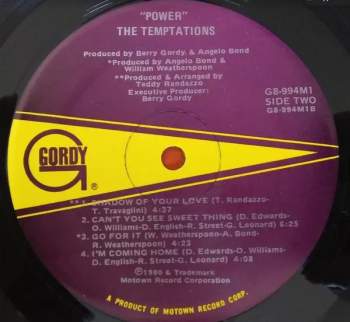 "POWER"
THE TEMPTATIONS
Produced by Berry Gordy & Angelo Bond
*Produced by Angelo Bond &
William Weatherspoon
**Produced & Arranged by
Teddy Randazzo
Executive Producer:
Berry Gordy
G8-994M1
SIDE TWO
G8-994M1B
GORDY
®
**1. SHADOW OF YOUR LOVE (T. Randazzo-
T. Travaglini) 4:37
2. CAN'T YOU SEE SWEET THING (D. Edwards-
O. Williams-D. English-R. Street-G. Leonard) 5:25
*3. GO FOR IT (W. Weatherspoon-A. Bond-
R. Weatherspoon) 4:23
4. I'M COMING HOME (D. Edwards-O. Williams-
D. English-R. Street-G. Leonard) 4:08
℗1980 & Trademark
Motown Record Corporation
A PRODUCT OF MOTOWN RECORD CORP.